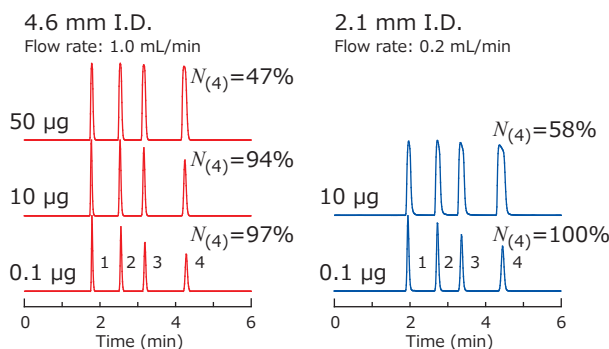 4.6 mm I.D.
Flow rate: 1.0 mL/min
N(4)=47%
50 µg
N(4)=94%
10 µg
N(4)=97%
0.1 µg
1 2 3 4
0 2 4 6
Time (min)
2.1 mm I.D.
Flow rate: 0.2 mL/min
N(4)=58%
10 µg
N(4)=100%
0.1 µg
1 2 3 4
0 2 4 6
Time (min)